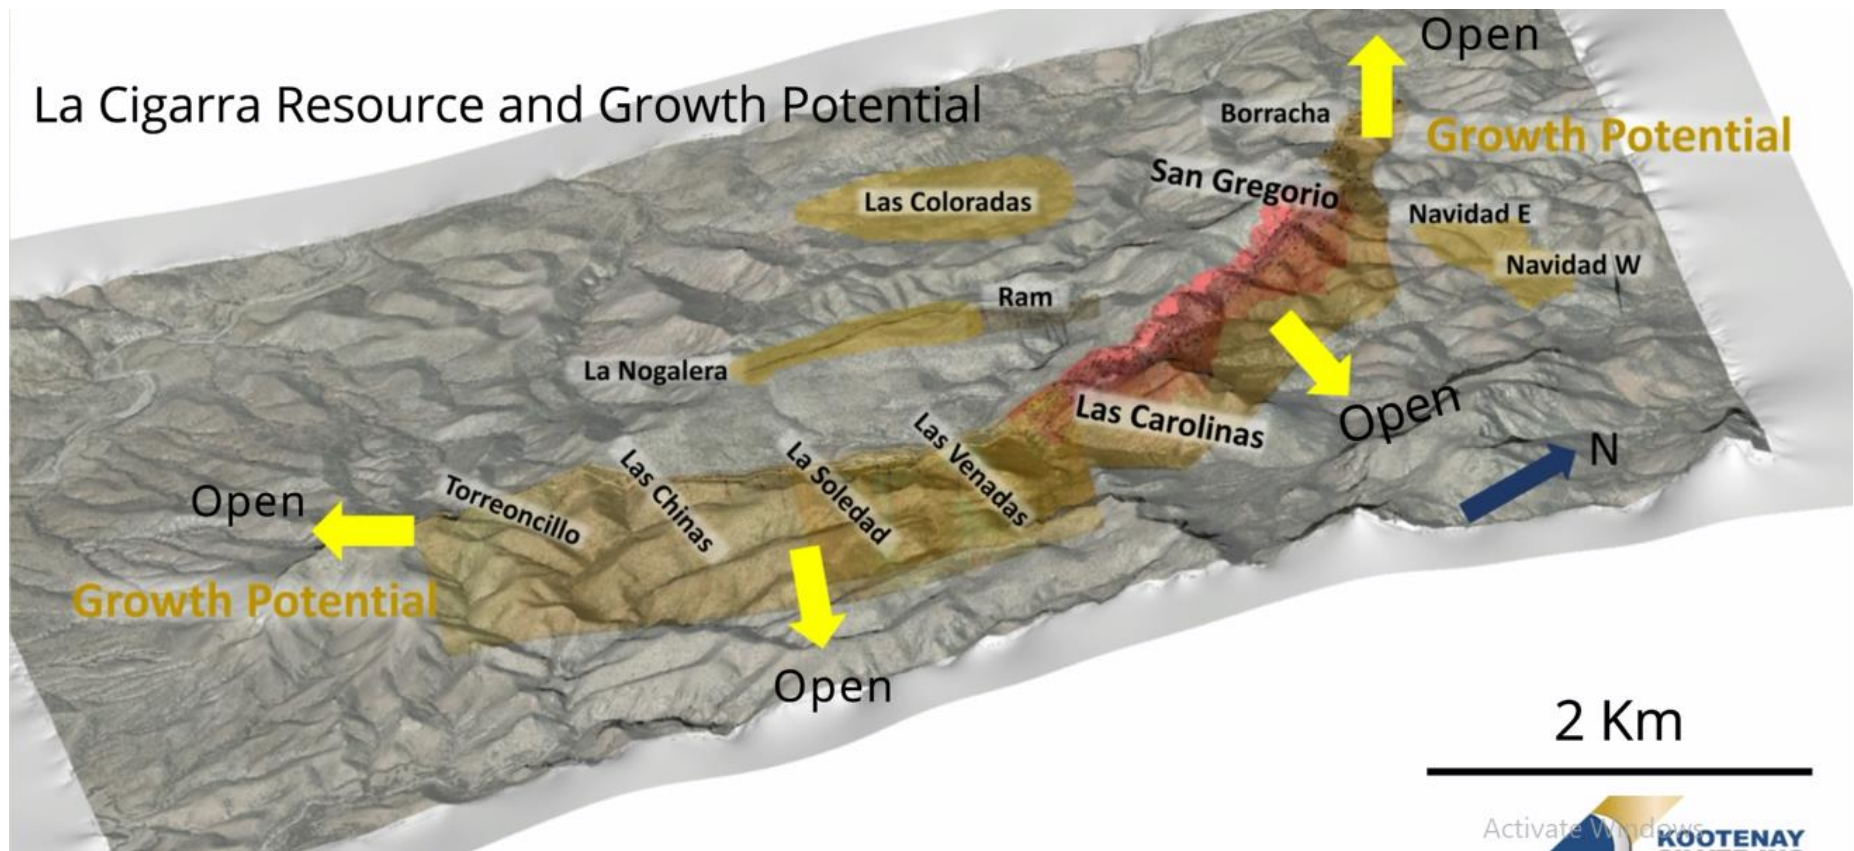 Open
La Cigarra Resource and Growth Potential
Borracha
Growth Potential
San Gregorio
Las Coloradas
Navidad E
Navidad W
Ram
La Nogalera
Las Carolinas
Open
Las Venadas
La Soledad
Las Chinas
Torreoncillo
N
Open
Growth Potential
Open
2 Km
Activate Windows
KOOTENAY